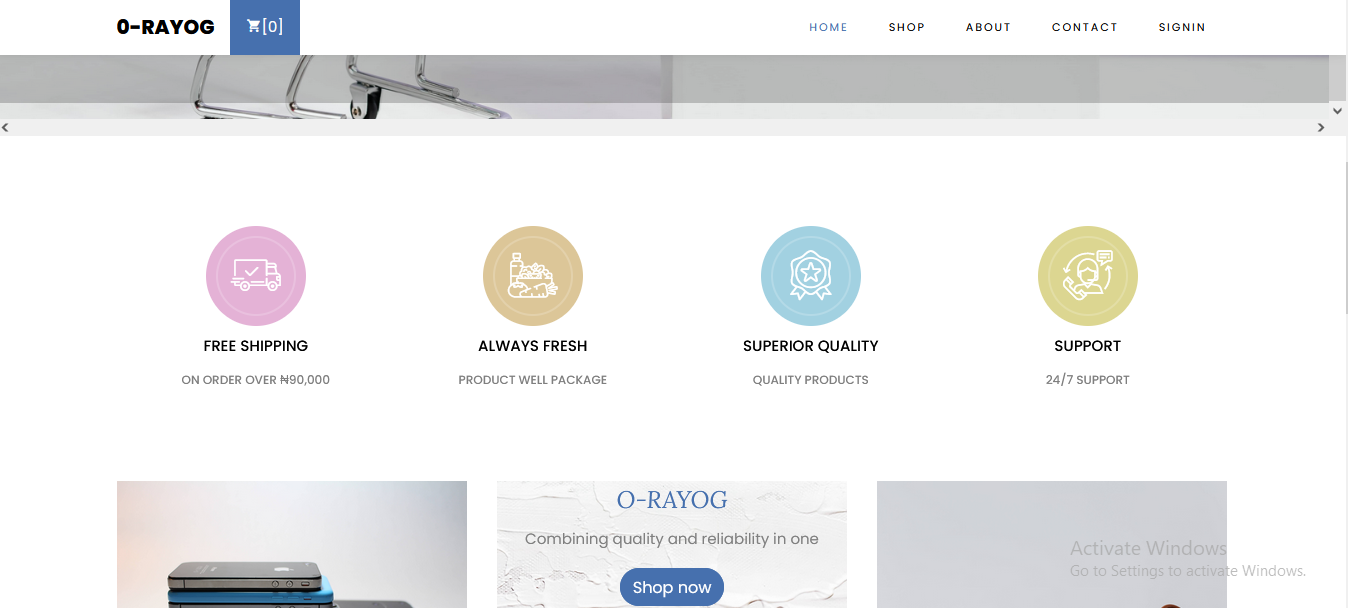 0-RAYOG
[0]
HOME
SHOP
ABOUT
CONTACT
SIGNIN
FREE SHIPPING
ON ORDER OVER ₦90,000
ALWAYS FRESH
PRODUCT WELL PACKAGE
SUPERIOR QUALITY
QUALITY PRODUCTS
SUPPORT
24/7 SUPPORT
O-RAYOG
Combining quality and reliability in one
Shop now
Activate Windows
Go to Settings to activate Windows.